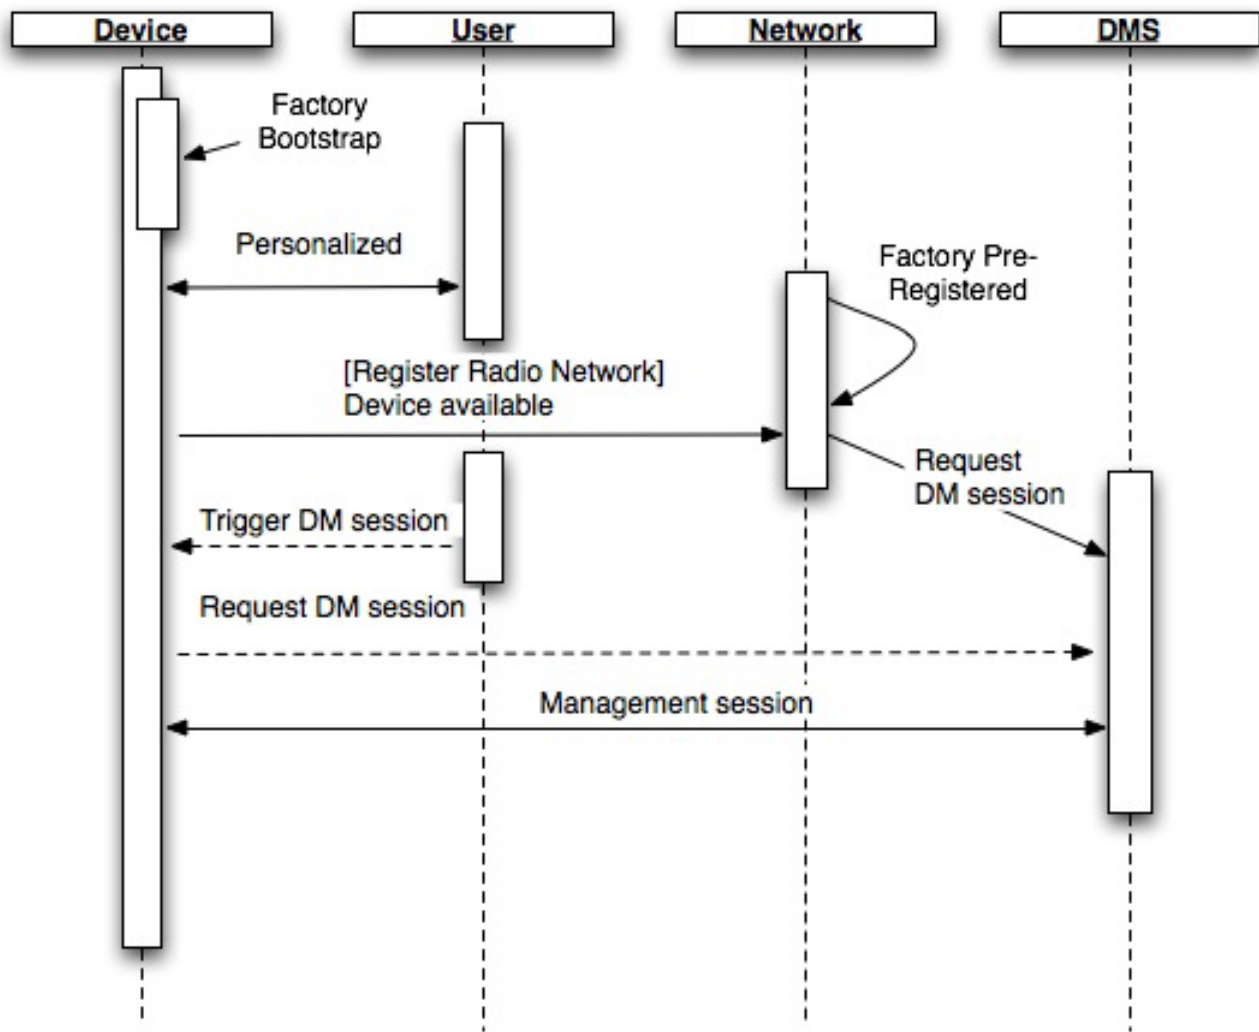 Device
User
Network
DMS
Factory
Bootstrap
Personalized
Factory Pre-
Registered
[Register Radio Network]
Device available
Request
DM session
Trigger DM session
Request DM session
Management session